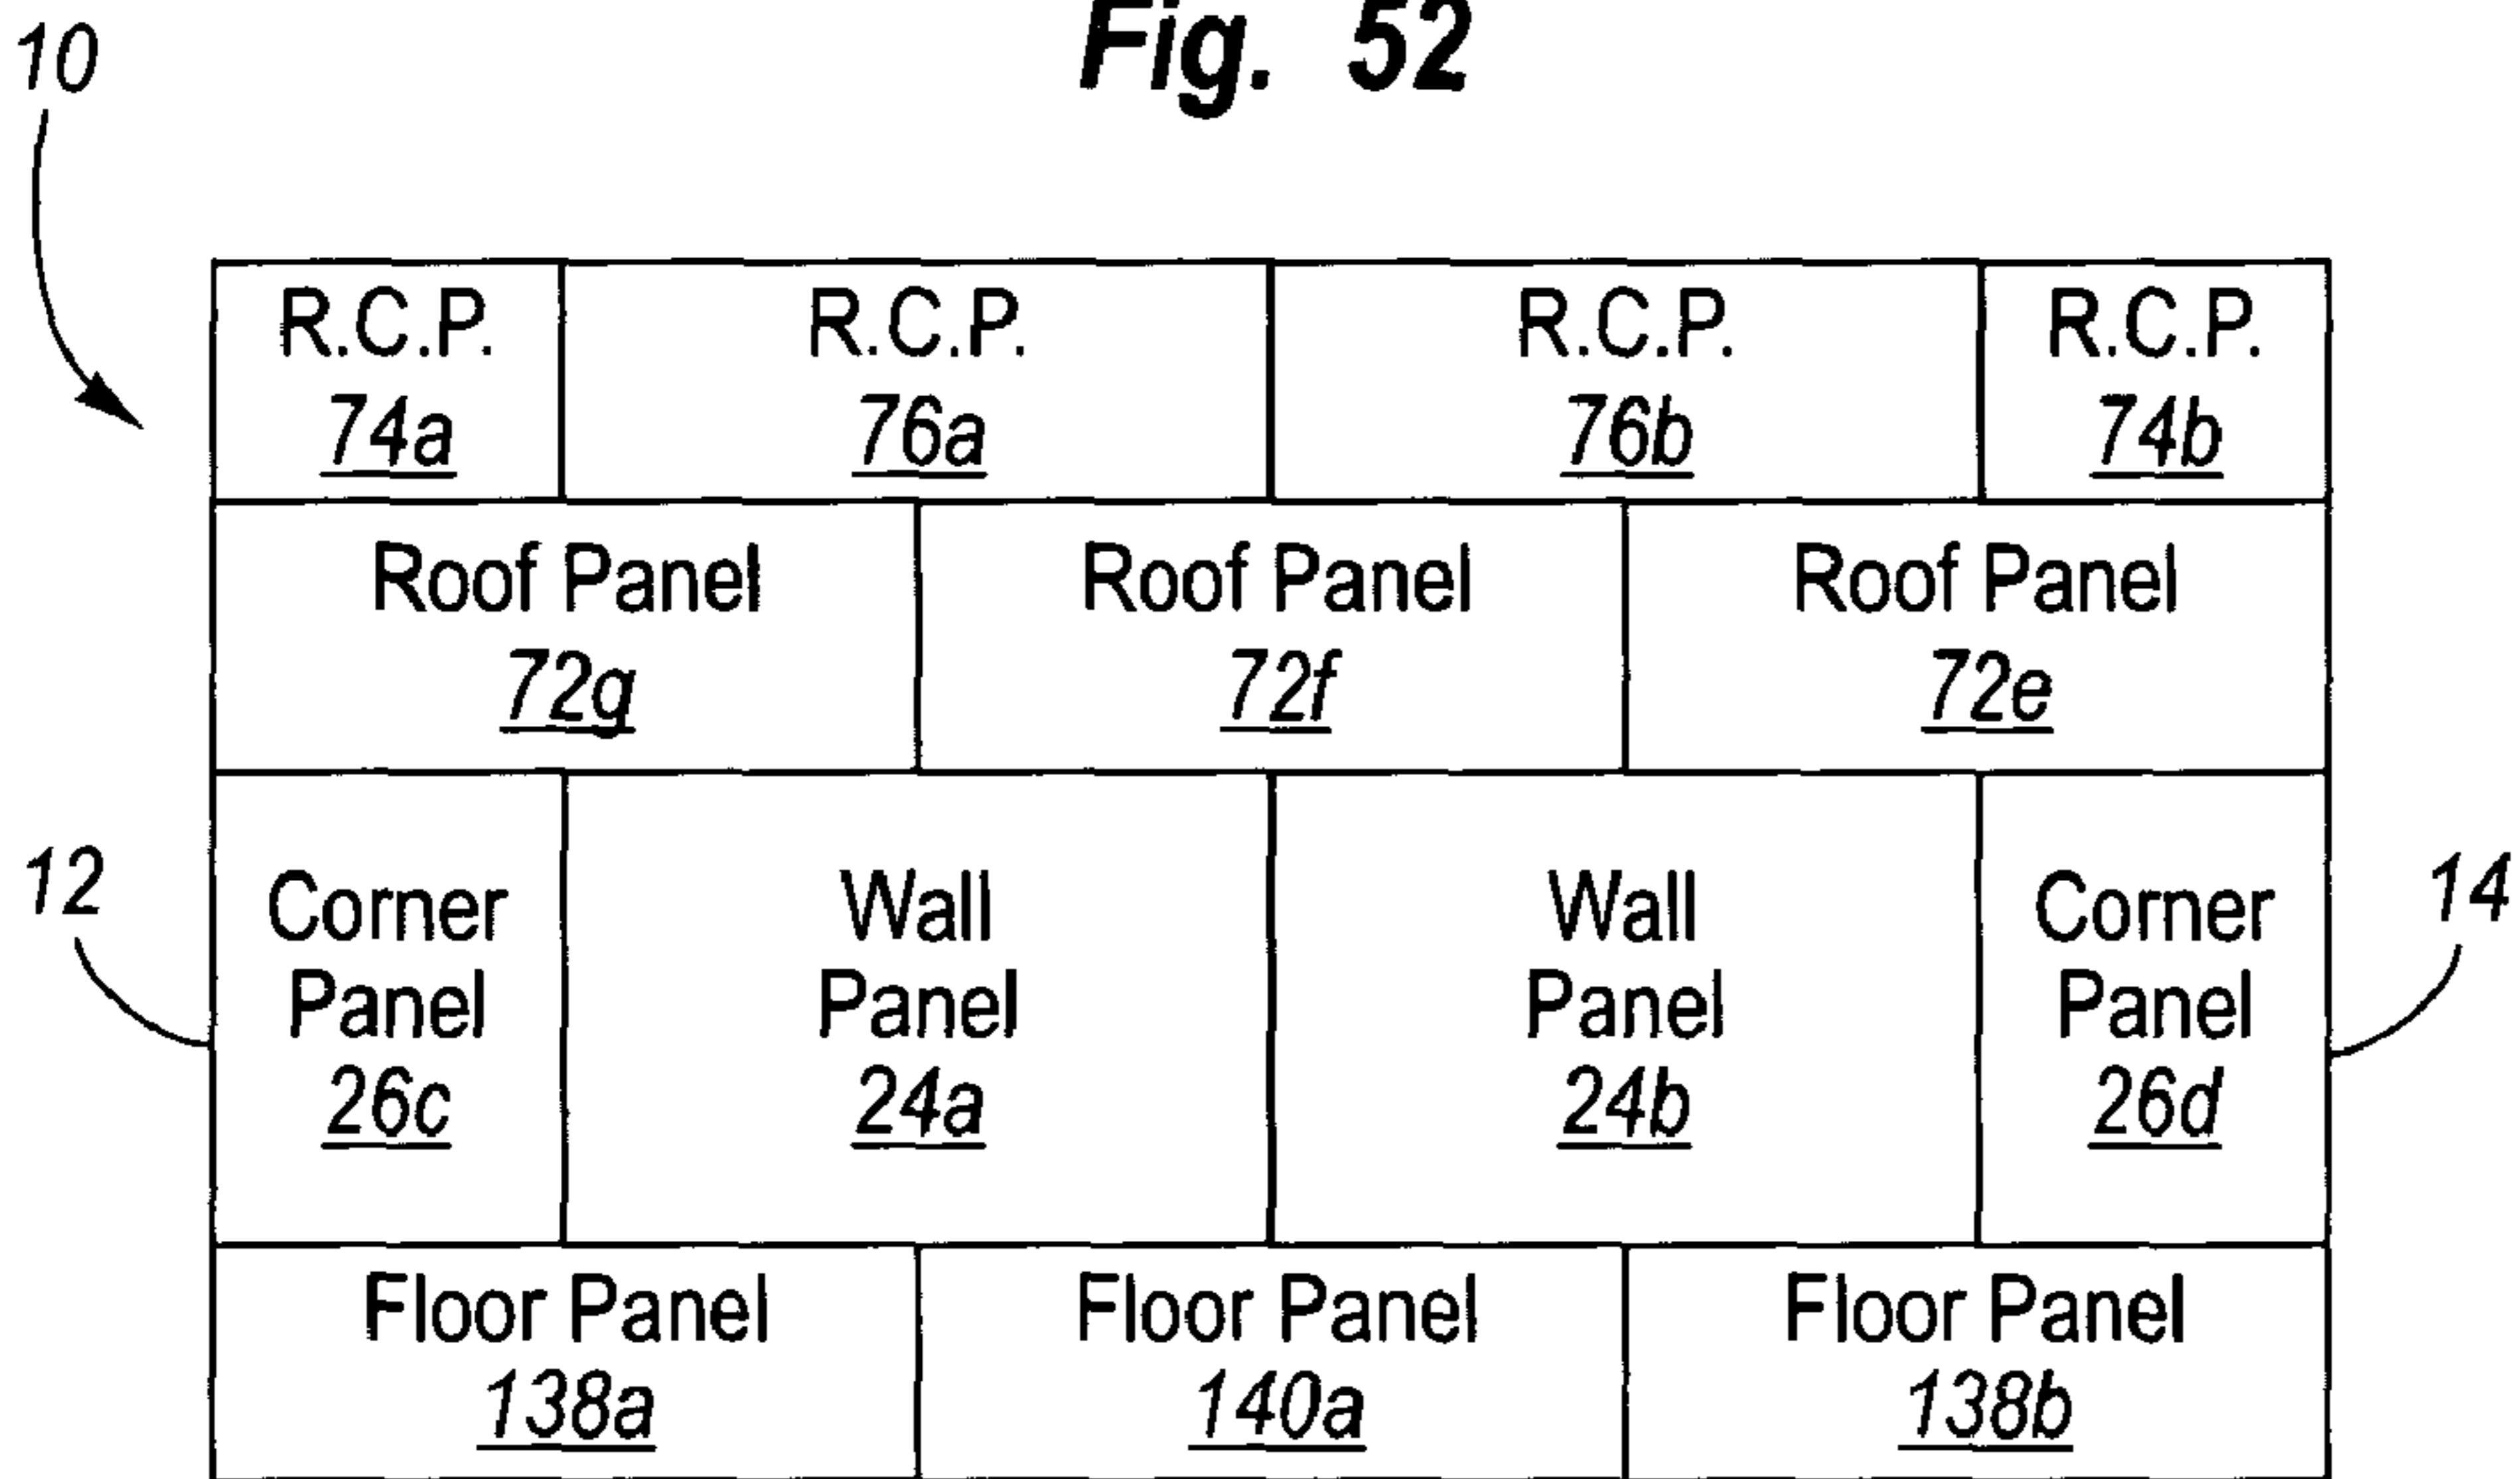 Fig. 52
10
R.C.P. R.C.P. R.C.P. R.C.P.
74a 76a 76b 74b
Roof Panel Roof Panel Roof Panel
72g 72f 72e
12
14
Corner Wall Wall Corner
Panel Panel Panel Panel
26c 24a 24b 26d
Floor Panel Floor Panel Floor Panel
138a 140a 138b